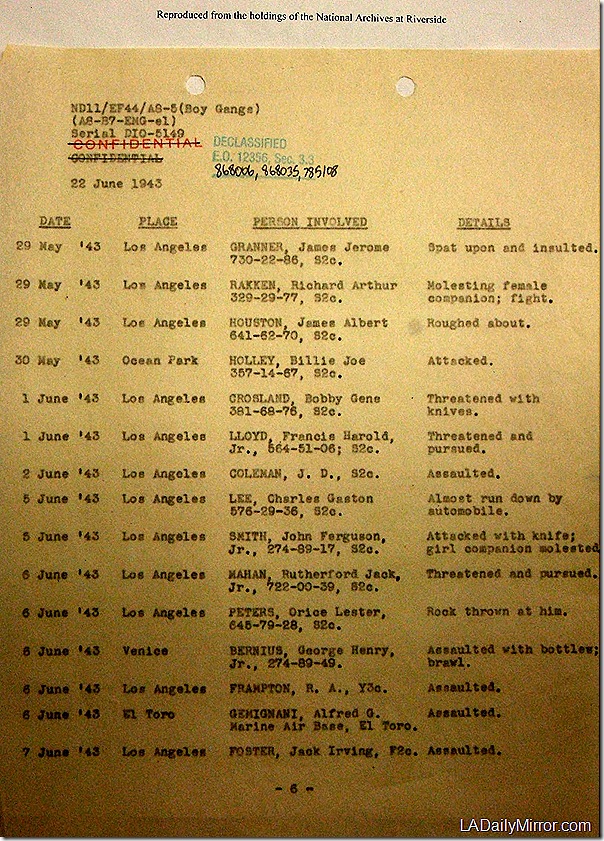 Reproduced from the holdings of the National Archives at Riverside
ND11/EF44/A8-5(Boy Gangs)
(A8-B7-EMG-el)
Serial DIO-5149
CONFIDENTIAL
CONFIDENTIAL
DECLASSIFIED
E.O. 12356, Sec. 3.3
868006, 868035, 785108
22 June 1943
DATE PLACE PERSON INVOLVED DETAILS
29 May '43 Los Angeles GRANNER, James Jerome Spat upon and insulted.
730-22-86, S2c.
29 May '43 Los Angeles RAKKEN, Richard Arthur Molesting female
329-29-77, S2c. companion; fight.
29 May '43 Los Angeles HOUSTON, James Albert Roughed about.
641-62-70, S2c.
30 May '43 Ocean Park HOLLEY, Billie Joe Attacked.
357-14-67, S2c.
1 June '43 Los Angeles CROSLAND, Bobby Gene Threatened with
381-68-76, S2c. knives.
1 June '43 Los Angeles LLOYD, Francis Harold, Threatened and
Jr., 564-51-06; S2c. pursued.
2 June '43 Los Angeles COLEMAN, J. D., S2c. Assaulted.
5 June '43 Los Angeles LEE, Charles Gaston Almost run down by
576-29-36, S2c. automobile.
5 June '43 Los Angeles SMITH, John Ferguson, Attacked with knife;
Jr., 274-89-17, S2c. girl companion molested
6 June '43 Los Angeles MAHAN, Rutherford Jack, Threatened and pursued.
Jr., 722-00-39, S2c.
6 June '43 Los Angeles PETERS, Orice Lester, Rock thrown at him.
645-79-28, S2c.
6 June '43 Venice BERNIUS, George Henry, Assaulted with bottles;
Jr., 274-89-49. brawl.
6 June '43 Los Angeles FRAMPTON, R. A., Y3c. Assaulted.
6 June '43 El Toro GEMIGNANI, Alfred G. Assaulted.
Marine Air Base, El Toro.
7 June '43 Los Angeles FOSTER, Jack Irving, F2c. Assaulted.
- 6 -
LADailyMirror.com